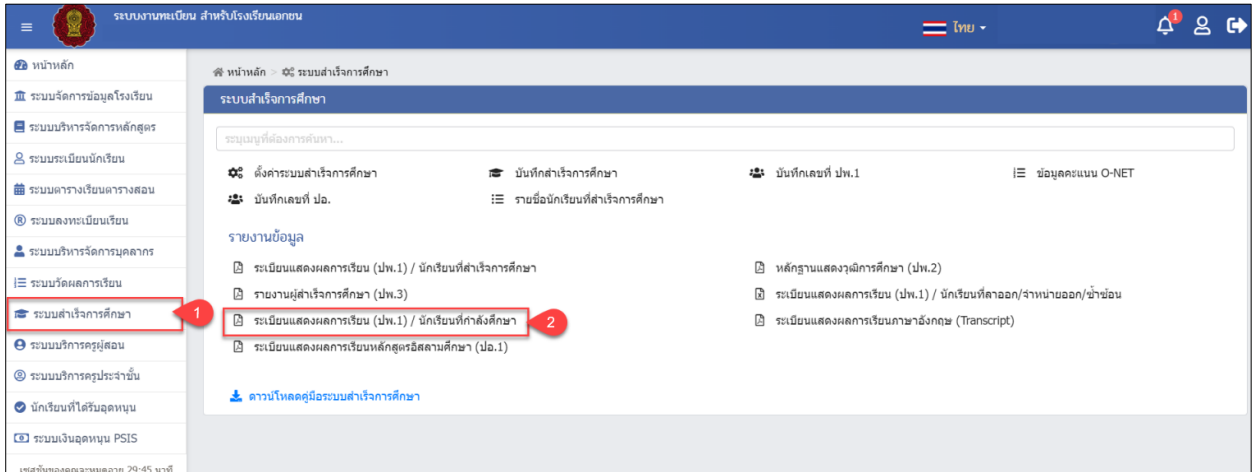 ระบบงานทะเบียน สำหรับโรงเรียนเอกชน
ไทย
1
หน้าหลัก
ระบบจัดการข้อมูลโรงเรียน
ระบบบริหารจัดการหลักสูตร
ระบบระเบียนนักเรียน
ระบบตารางเรียนตารางสอน
ระบบลงทะเบียนเรียน
ระบบบริหารจัดการบุคลากร
ระบบวัดผลการเรียน
ระบบสำเร็จการศึกษา
1
ระบบบริการครูผู้สอน
ระบบบริการครูประจำชั้น
นักเรียนที่ได้รับอุดหนุน
ระบบเงินอุดหนุน PSIS
เซสชันของคุณจะหมดอายุ 29:45 นาที
หน้าหลัก > ระบบสำเร็จการศึกษา
ระบบสำเร็จการศึกษา
ระบุเมนูที่ต้องการค้นหา...
ตั้งค่าระบบสำเร็จการศึกษา
บันทึกสำเร็จการศึกษา
บันทึกเลขที่ ปพ.1
ข้อมูลคะแนน O-NET
บันทึกเลขที่ ปอ.
รายชื่อนักเรียนที่สำเร็จการศึกษา
รายงานข้อมูล
ระเบียนแสดงผลการเรียน (ปพ.1) / นักเรียนที่สำเร็จการศึกษา
หลักฐานแสดงวุฒิการศึกษา (ปพ.2)
รายงานผู้สำเร็จการศึกษา (ปพ.3)
ระเบียนแสดงผลการเรียน (ปพ.1) / นักเรียนที่ลาออก/จำหน่ายออก/ซ้ำซ้อน
ระเบียนแสดงผลการเรียน (ปพ.1) / นักเรียนที่กำลังศึกษา
2
ระเบียนแสดงผลการเรียนภาษาอังกฤษ (Transcript)
ระเบียนแสดงผลการเรียนหลักสูตรอิสลามศึกษา (ปอ.1)
ดาวน์โหลดคู่มือระบบสำเร็จการศึกษา